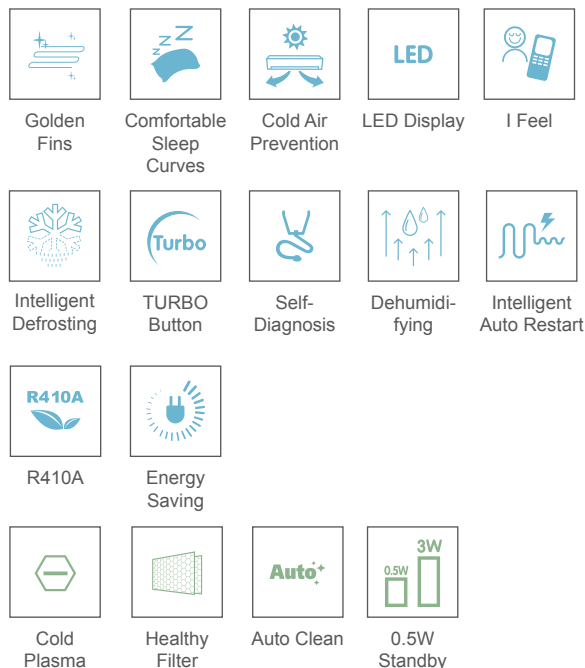 Z Z Z
LED
Golden
Fins
Comfortable
Sleep
Curves
Cold Air
Prevention
LED Display
I Feel
Turbo
Intelligent
Defrosting
TURBO
Button
Self-
Diagnosis
Dehumidi-
fying
Intelligent
Auto Restart
R410A
R410A
Energy
Saving
Auto
0.5W
3W
Cold
Plasma
Healthy
Filter
Auto Clean
0.5W
Standby